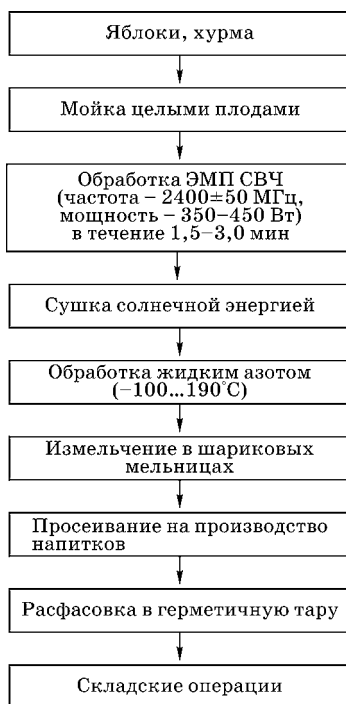 Яблоки, хурма
Мойка целыми плодами
Обработка ЭМП СВЧ
(частота – 2400±50 МГц,
мощность – 350–450 Вт)
в течение 1,5–3,0 мин
Сушка солнечной энергией
Обработка жидким азотом
(–100...190°С)
Измельчение в шариковых
мельницах
Просеивание на производство
напитков
Расфасовка в герметичную тару
Складские операции